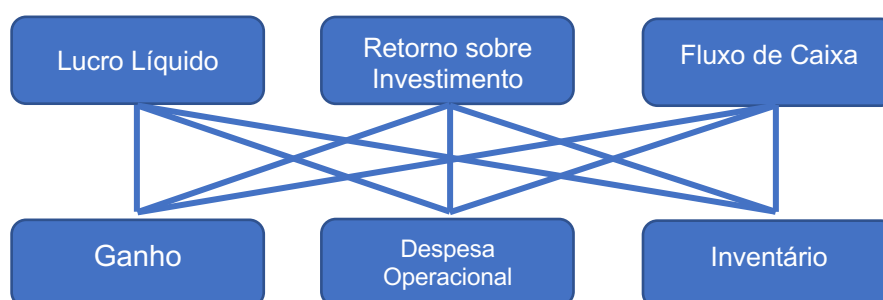 Lucro Líquido
Retorno sobre
Investimento
Fluxo de Caixa
Ganho
Despesa
Operacional
Inventário